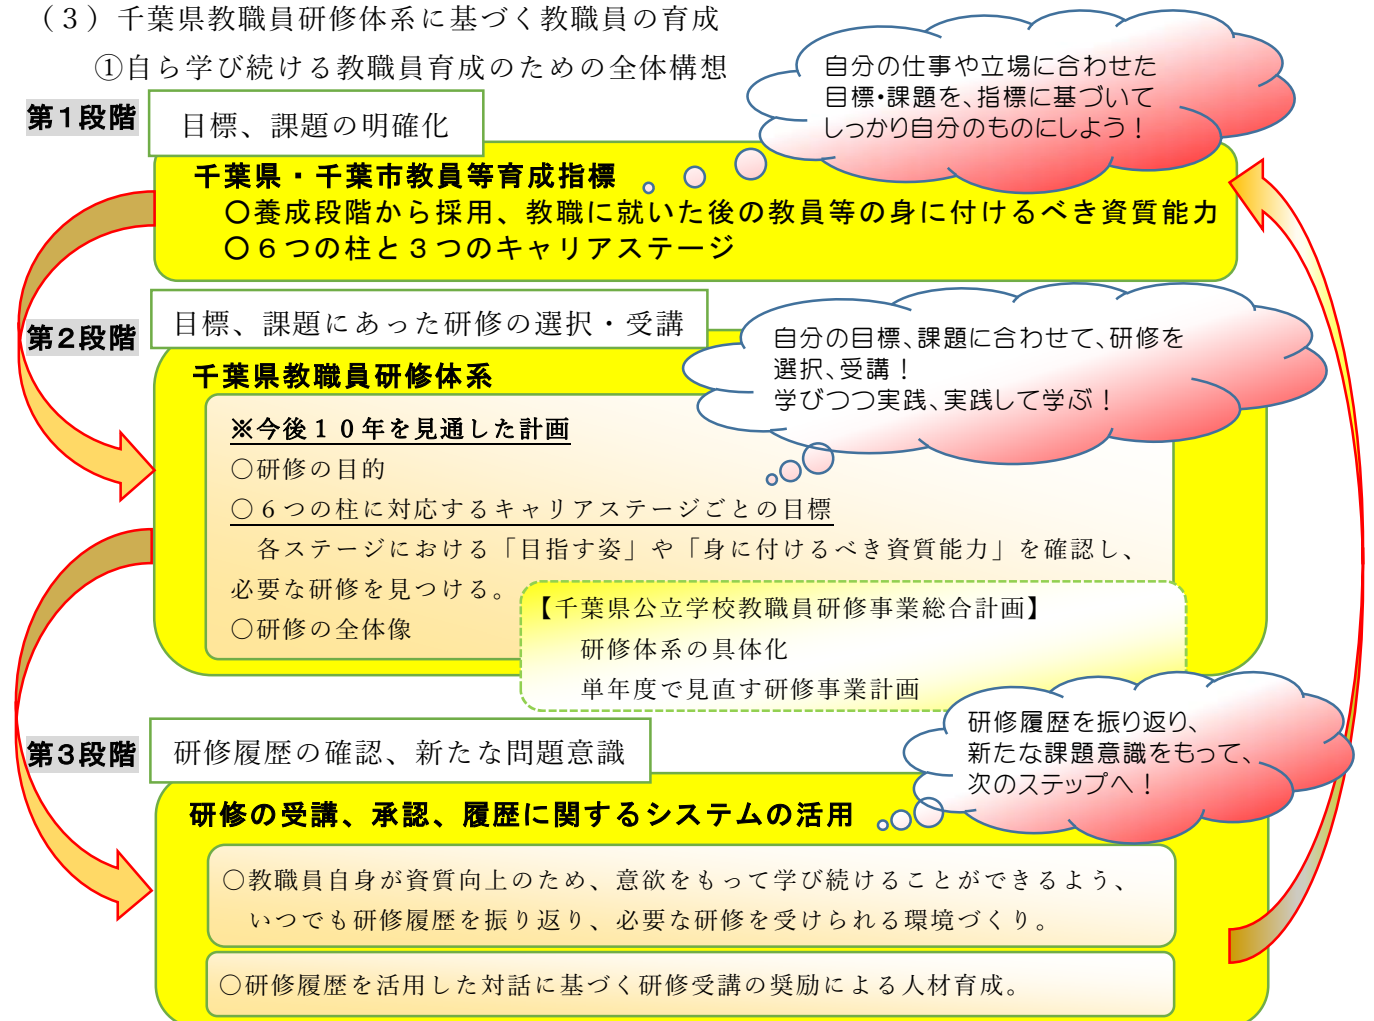 （３）千葉県教職員研修体系に基づく教職員の育成
①自ら学び続ける教職員育成のための全体構想
自分の仕事や立場に合わせた
目標・課題を、指標に基づいて
しっかり自分のものにしよう！
第１段階
目標、課題の明確化
千葉県・千葉市教員等育成指標
〇養成段階から採用、教職に就いた後の教員等の身に付けるべき資質能力
〇６つの柱と３つのキャリアステージ
第２段階
目標、課題にあった研修の選択・受講
自分の目標、課題に合わせて、研修を
選択、受講！
学びつつ実践、実践して学ぶ！
千葉県教職員研修体系
※今後１０年を見通した計画
○研修の目的
○６つの柱に対応するキャリアステージごとの目標
各ステージにおける「目指す姿」や「身に付けるべき資質能力」を確認し、
必要な研修を見つける。
○研修の全体像
【千葉県公立学校教職員研修事業総合計画】
研修体系の具体化
単年度で見直す研修事業計画
第３段階
研修履歴の確認、新たな問題意識
研修履歴を振り返り、
新たな課題意識をもって、
次のステップへ！
研修の受講、承認、履歴に関するシステムの活用
○教職員自身が資質向上のため、意欲をもって学び続けることができるよう、
いつでも研修履歴を振り返り、必要な研修を受けられる環境づくり。
○研修履歴を活用した対話に基づく研修受講の奨励による人材育成。